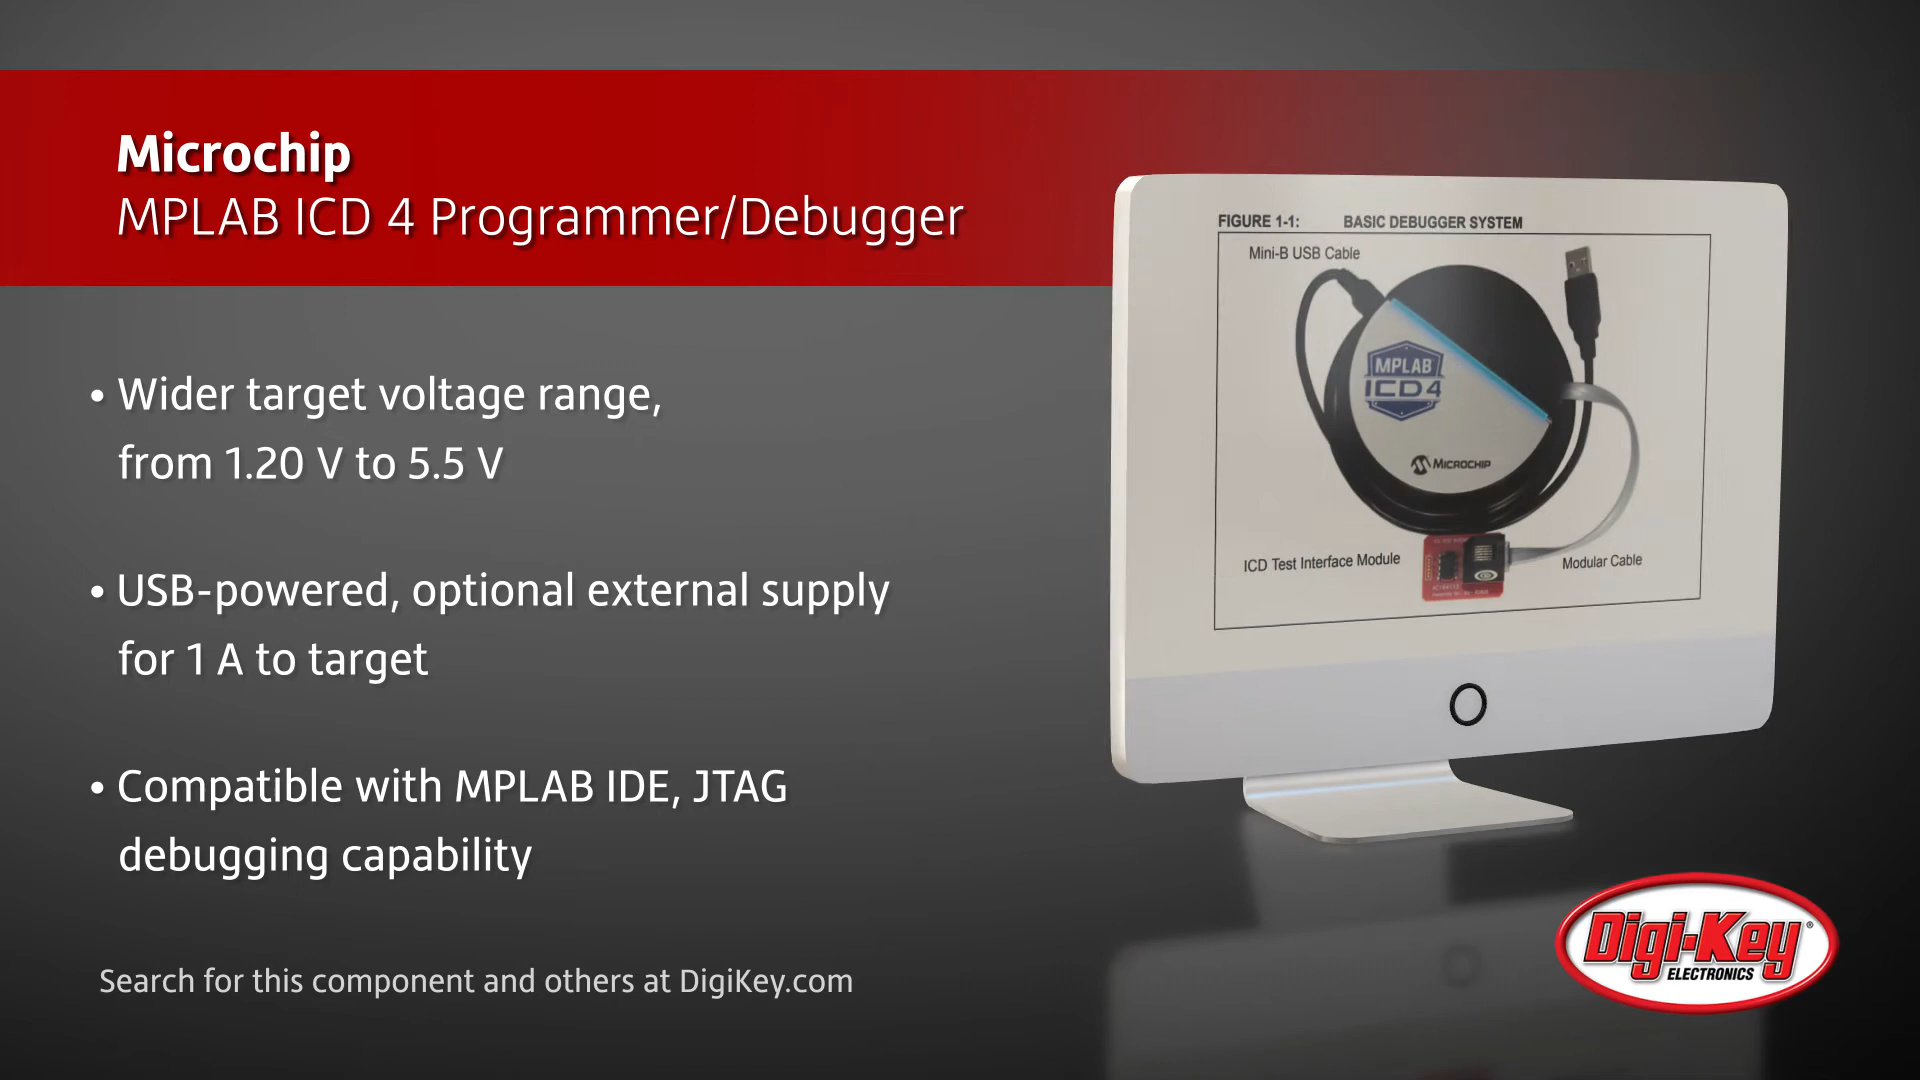 Microchip
MPLAB ICD 4 Programmer/Debugger
• Wider target voltage range,
from 1.20 V to 5.5 V
• USB-powered, optional external supply
for 1 A to target
• Compatible with MPLAB IDE, JTAG
debugging capability
Search for this component and others at DigiKey.com
FIGURE 1-1: BASIC DEBUGGER SYSTEM
Mini-B USB Cable
MPLAB
ICD 4
MICROCHIP
ICD Test Interface Module
Modular Cable
Digi-Key®
ELECTRONICS